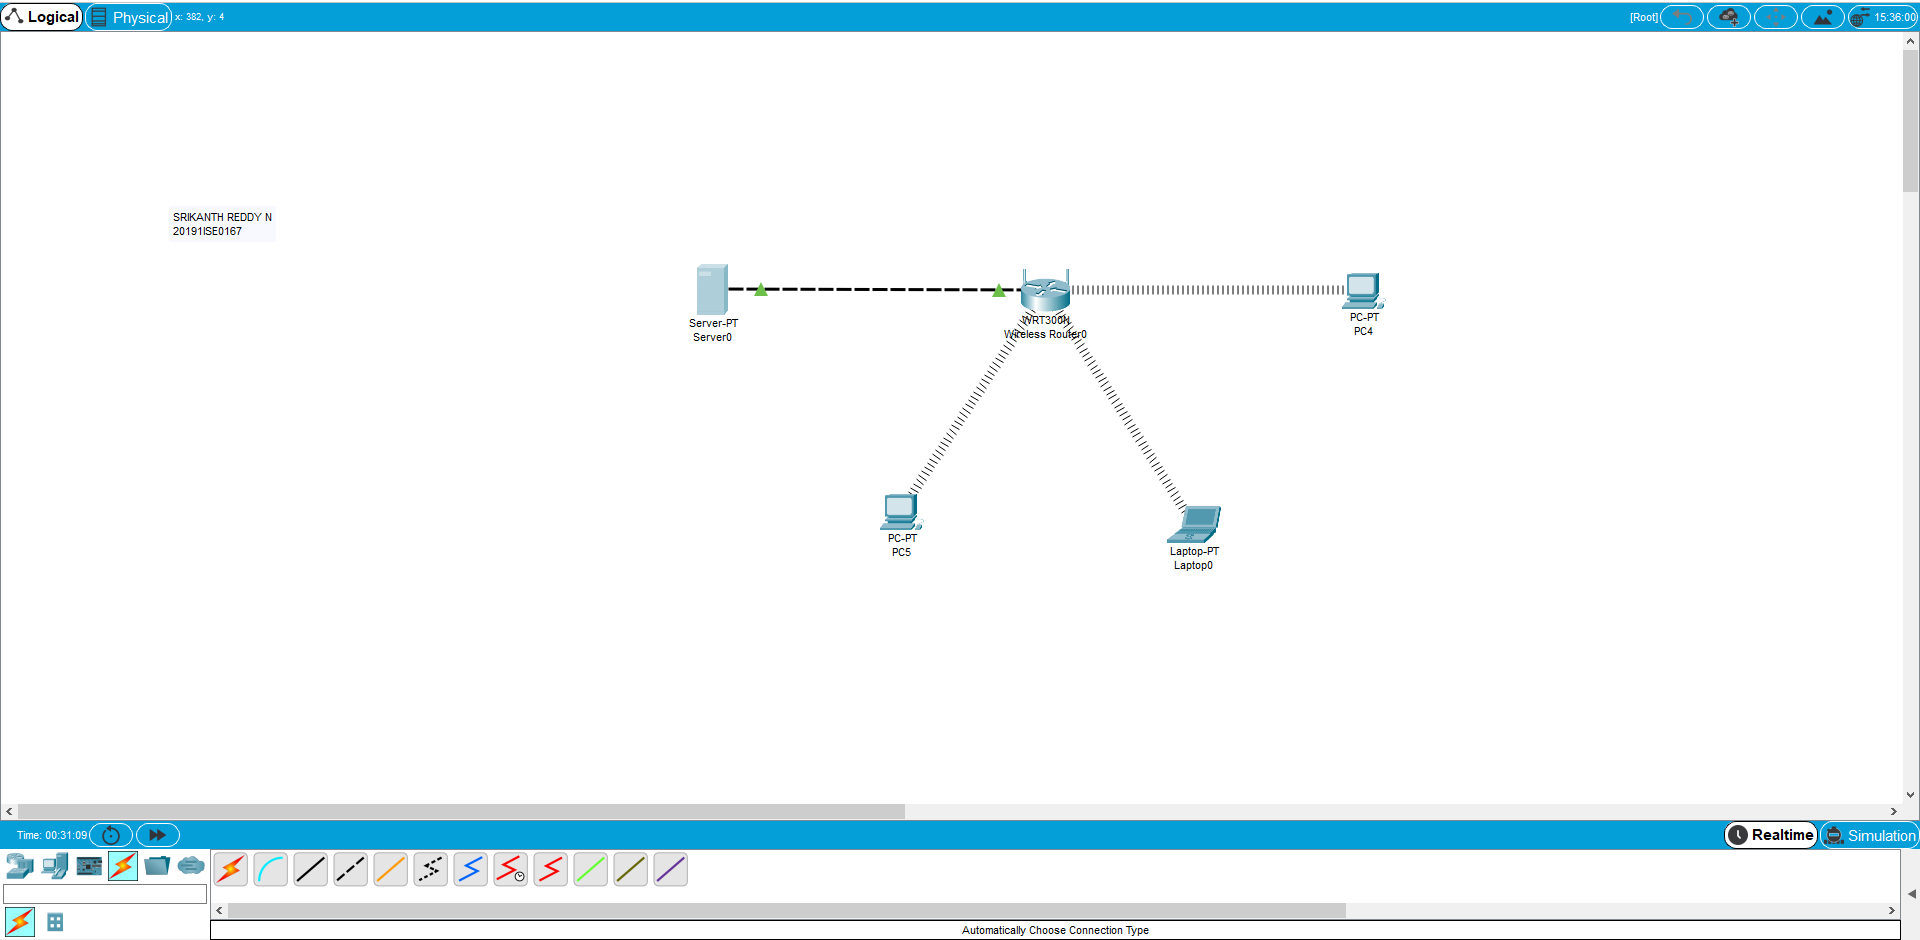 Logical
Physical
x: 382, y: 4
[Root]
15:36:00
SRIKANTH REDDY N
20191ISE0167
Server-PT
Server0
WRT300N
Wireless Router0
PC-PT
PC4
PC-PT
PC5
Laptop-PT
Laptop0
Time: 00:31:09
Realtime
Simulation
Automatically Choose Connection Type